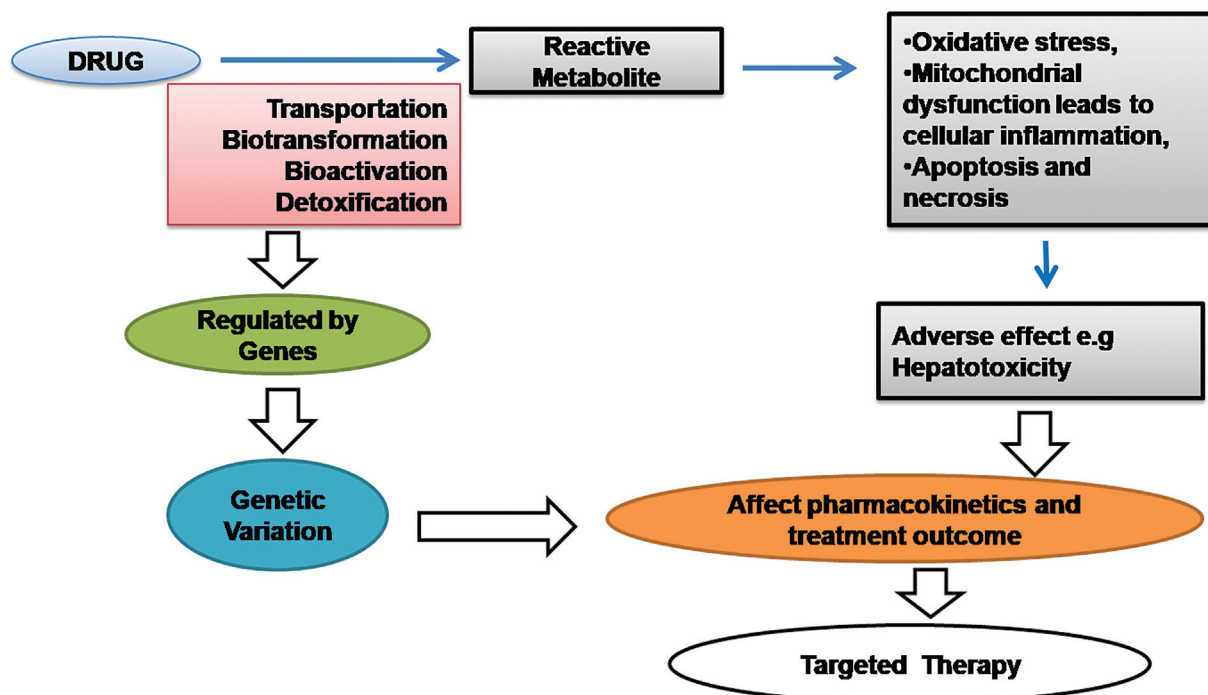 DRUG
Reactive
Metabolite
•Oxidative stress,
•Mitochondrial
dysfunction leads to
cellular inflammation,
•Apoptosis and
necrosis
Transportation
Biotransformation
Bioactivation
Detoxification
Regulated by
Genes
Adverse effect e.g
Hepatotoxicity
Genetic
Variation
Affect pharmacokinetics and
treatment outcome
Targeted Therapy